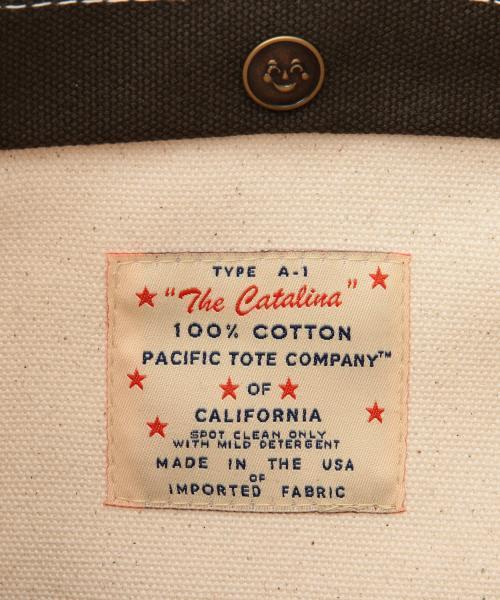 TYPE A-1
"The Catalina"
100% COTTON
PACIFIC TOTE COMPANY™
OF
CALIFORNIA
SPOT CLEAN ONLY
WITH MILD DETERGENT
MADE IN THE USA
OF
IMPORTED FABRIC